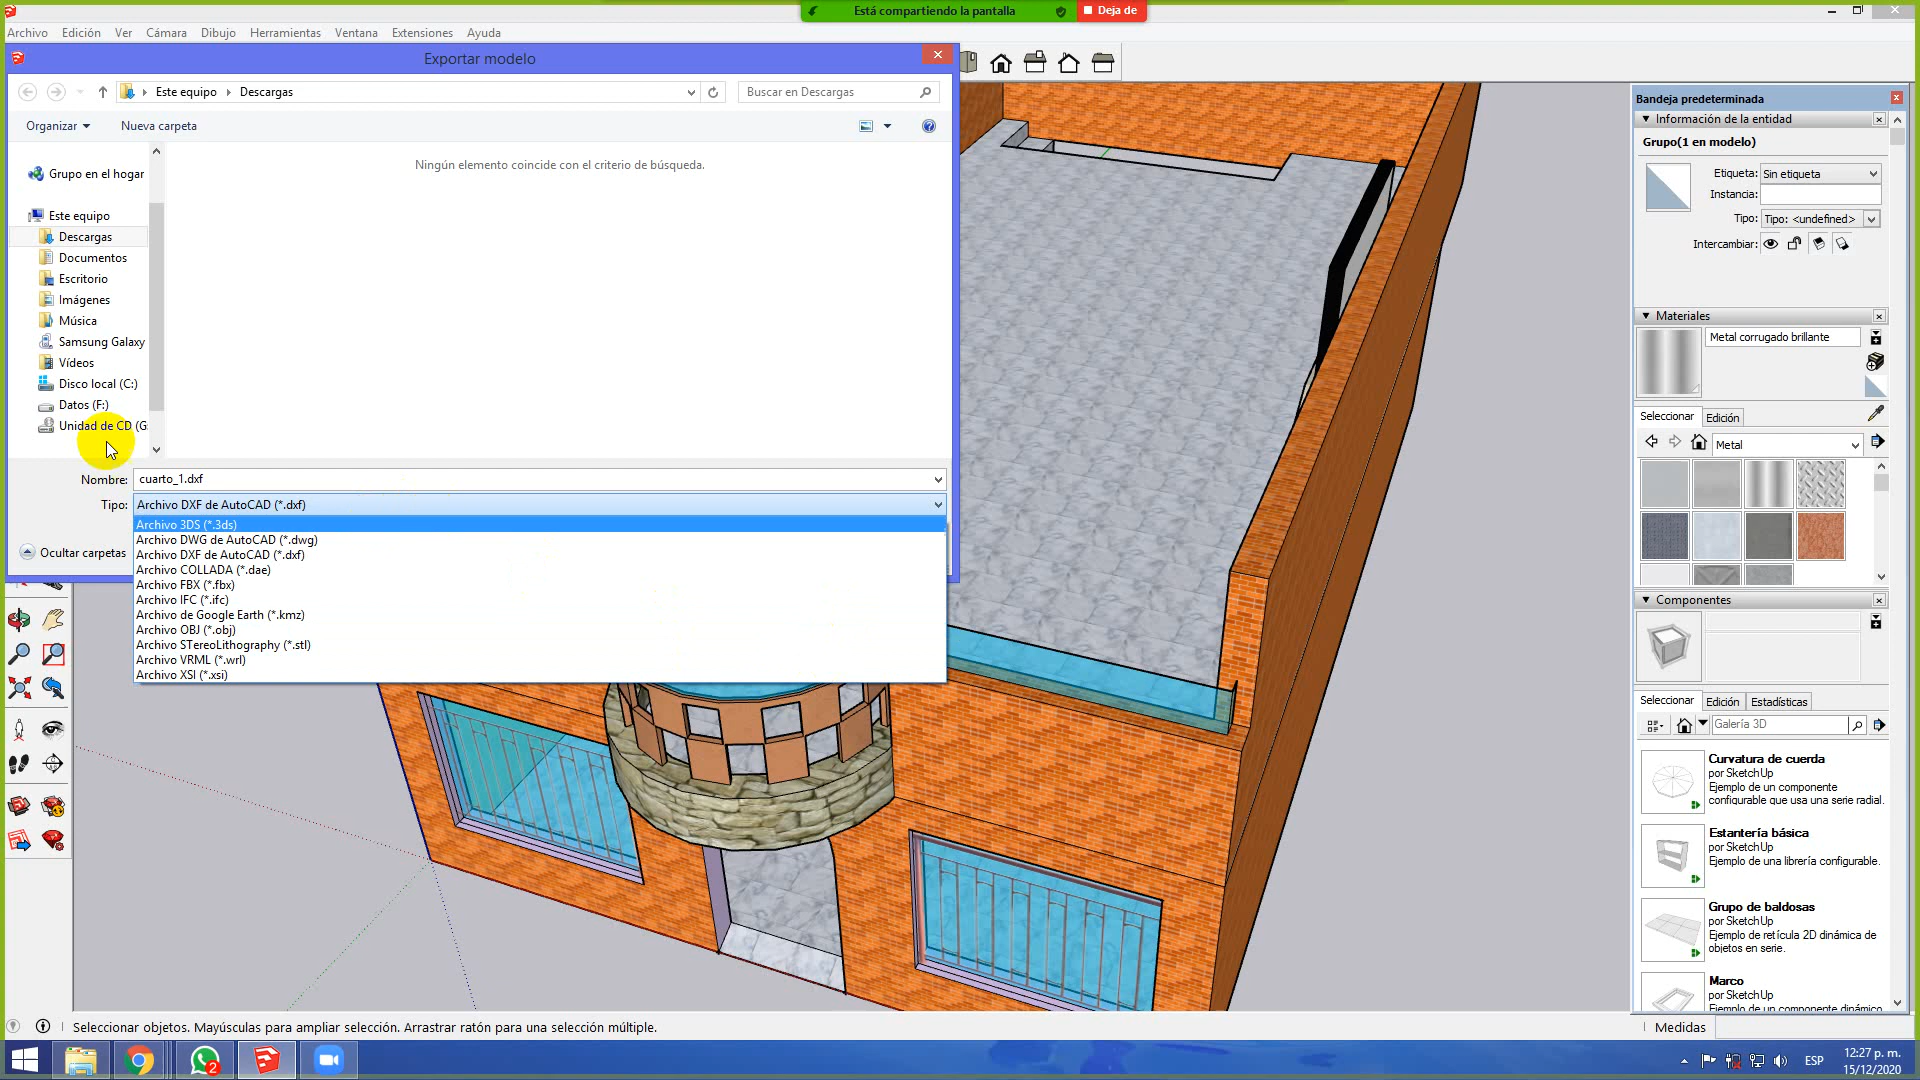 Está compartiendo la pantalla
Deja de
Archivo Edición Ver Cámara Dibujo Herramientas Ventana Extensiones Ayuda
Exportar modelo
Este equipo Descargas
Buscar en Descargas
Organizar
Nueva carpeta
Ningún elemento coincide con el criterio de búsqueda.
Grupo en el hogar
Este equipo
Descargas
Documentos
Escritorio
Imágenes
Música
Samsung Galaxy
Vídeos
Disco local (C:)
Datos (F:)
Unidad de CD (G:
Nombre: cuarto_1.dxf
Tipo: Archivo DXF de AutoCAD (*.dxf)
Archivo 3DS (*.3ds)
Archivo DWG de AutoCAD (*.dwg)
Archivo DXF de AutoCAD (*.dxf)
Archivo COLLADA (*.dae)
Archivo FBX (*.fbx)
Archivo IFC (*.ifc)
Archivo de Google Earth (*.kmz)
Archivo OBJ (*.obj)
Archivo STereoLithography (*.stl)
Archivo VRML (*.wrl)
Archivo XSI (*.xsi)
Ocultar carpetas
Bandeja predeterminada
Información de la entidad
Grupo(1 en modelo)
Etiqueta: Sin etiqueta
Instancia:
Tipo: Tipo: <undefined>
Intercambiar:
Materiales
Metal corrugado brillante
Seleccionar Edición
Metal
Componentes
Seleccionar Edición Estadísticas
Galería 3D
Curvatura de cuerda
por SketchUp
Ejemplo de un componente
configurable que usa una serie radial.
Estantería básica
por SketchUp
Ejemplo de una librería configurable.
Grupo de baldosas
por SketchUp
Ejemplo de retícula 2D dinámica de
objetos en serie.
Marco
por SketchUp
Ejemplo de un componente dinámico
Seleccionar objetos. Mayúsculas para ampliar selección. Arrastrar ratón para una selección múltiple.
Medidas
2
ESP
12:27 p. m.
15/12/2020